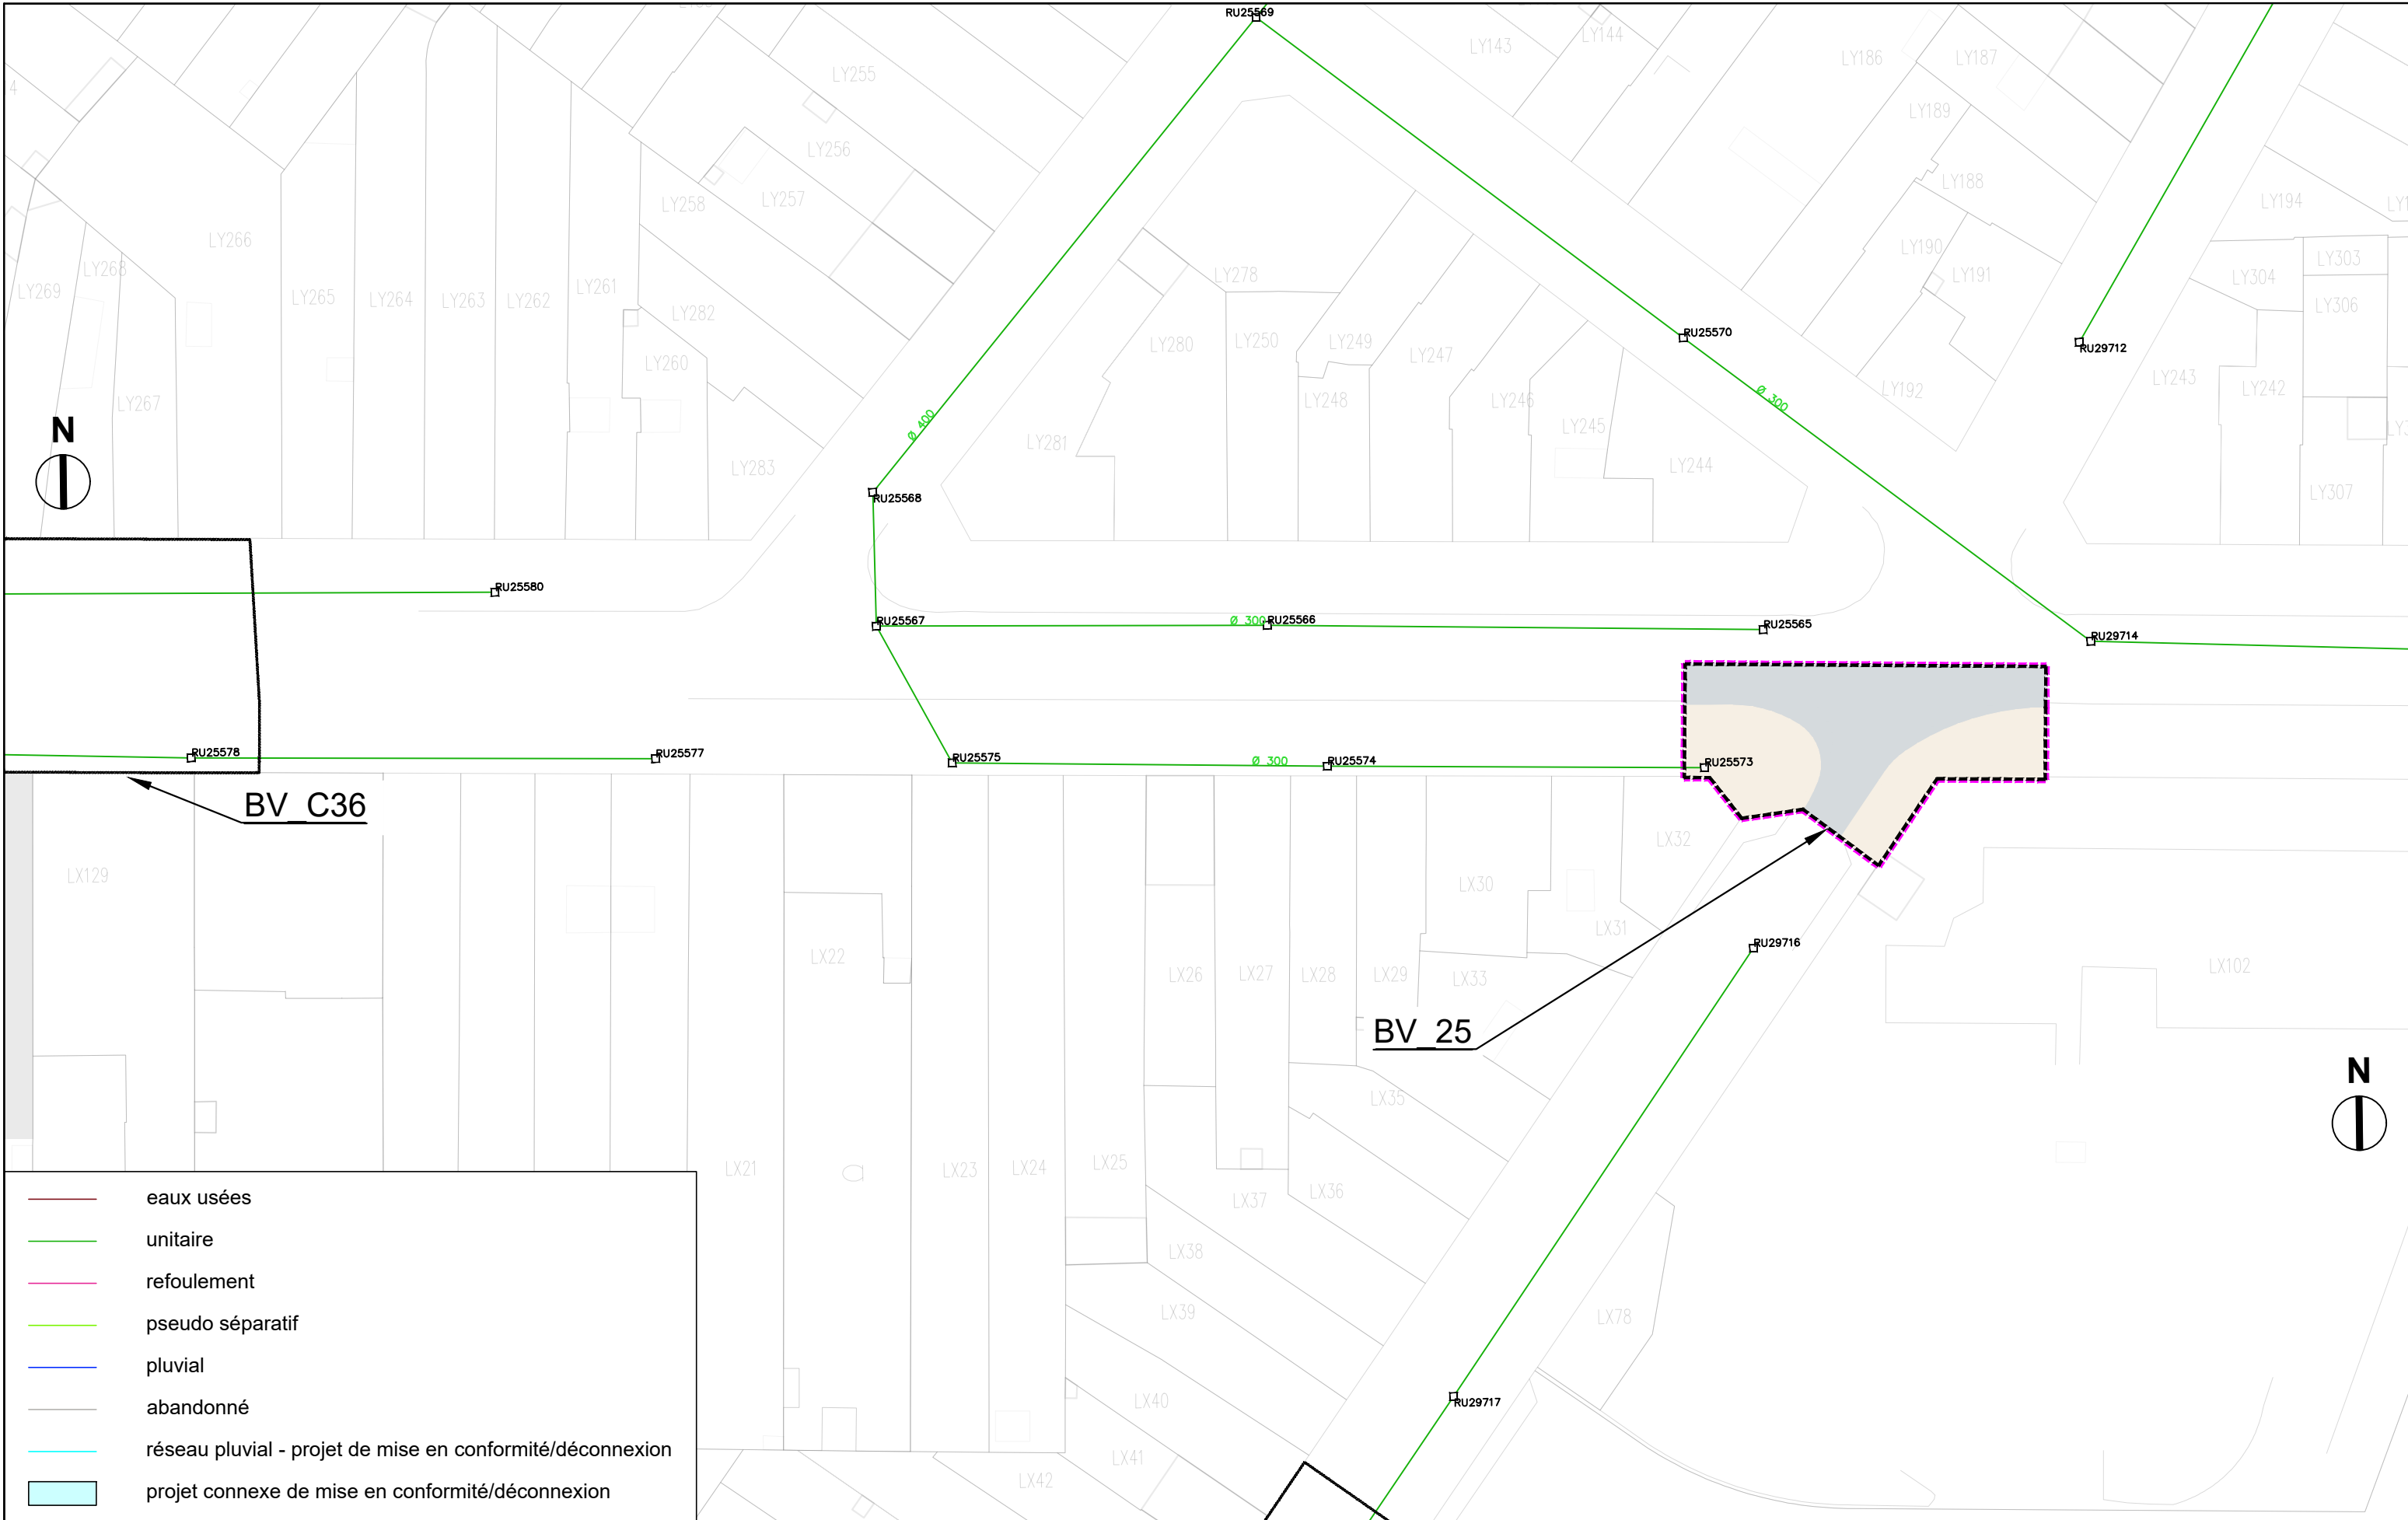 RU25569
LY143
LY144
LY186
LY187
LY255
LY256
LY189
LY188
LY258
LY257
LY194
LY266
LY268
LY269
LY265
LY264
LY263
LY262
LY261
LY282
LY278
LY190
LY191
LY303
LY304
LY306
RU25570
RU29712
LY280
LY250
LY249
LY247
LY260
LY267
LY248
LY246
LY245
LY192
LY243
LY242
Ø 300
Ø 400
N
LY281
LY283
LY244
LY307
RU25568
RU25580
RU25567
Ø 300
RU25566
RU25565
RU29714
RU25578
RU25577
RU25575
Ø 300
RU25574
RU25573
BV_C36
LX129
LX32
LX30
LX31
LX22
LX26
LX27
LX28
LX29
LX33
RU29716
LX102
BV_25
N
LX35
LX21
LX23
LX24
LX25
LX37
LX36
LX38
LX39
LX78
LX40
RU29717
LX41
LX42
eaux usées
unitaire
refoulement
pseudo séparatif
pluvial
abandonné
réseau pluvial - projet de mise en conformité/déconnexion
projet connexe de mise en conformité/déconnexion